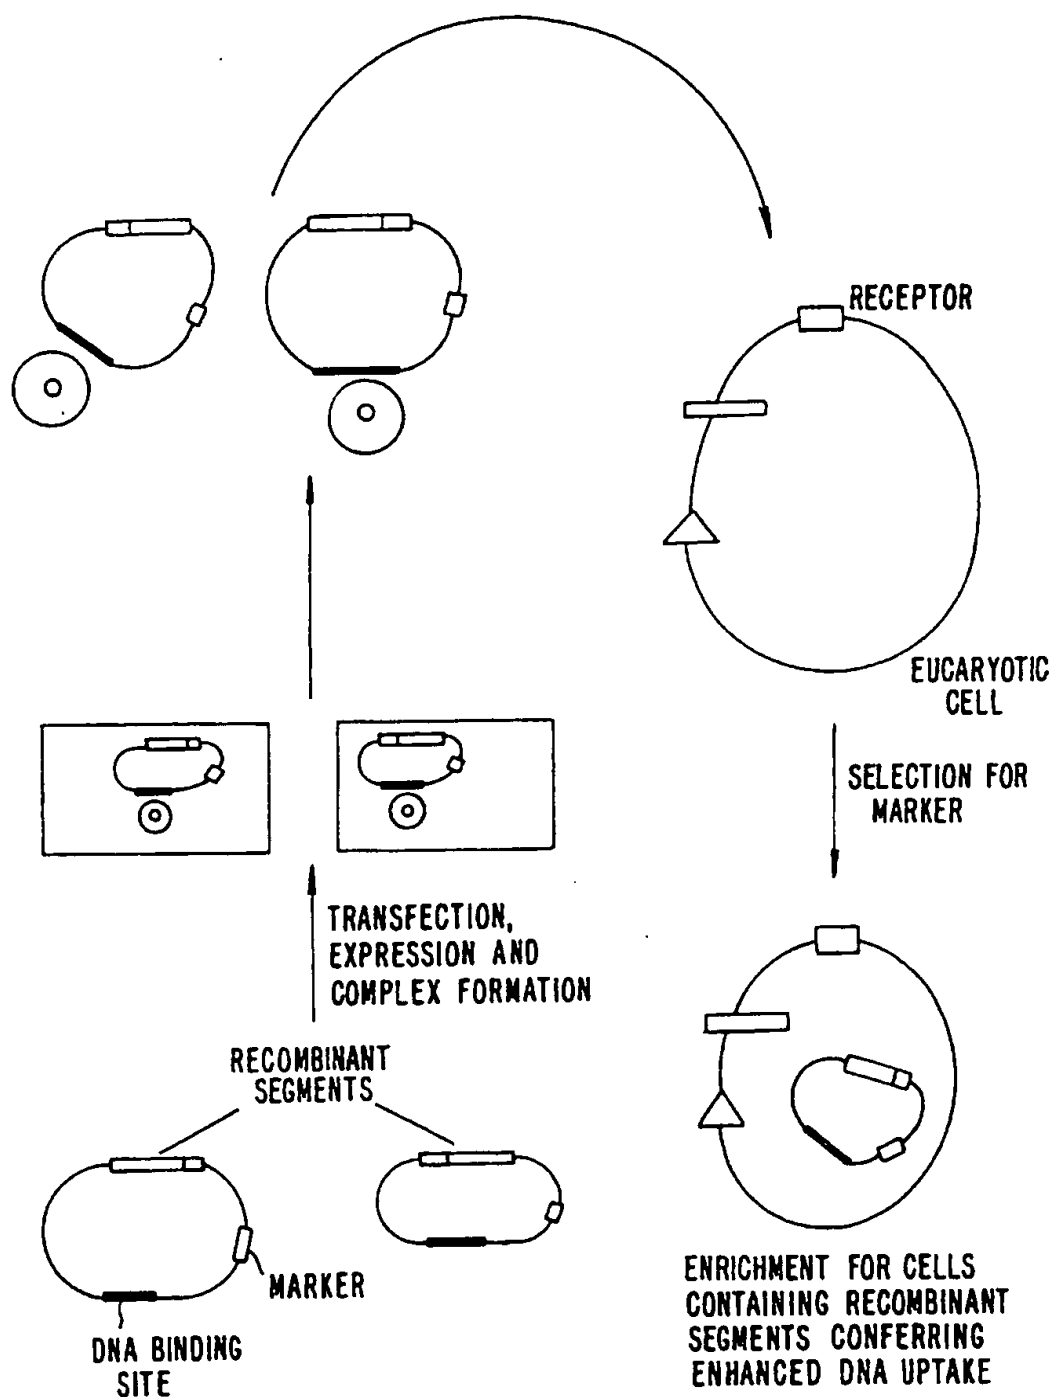 RECEPTOR
EUCARYOTIC
CELL
SELECTION FOR
MARKER
TRANSFECTION,
EXPRESSION AND
COMPLEX FORMATION
RECOMBINANT
SEGMENTS
MARKER
DNA BINDING
SITE
ENRICHMENT FOR CELLS
CONTAINING RECOMBINANT
SEGMENTS CONFERRING
ENHANCED DNA UPTAKE